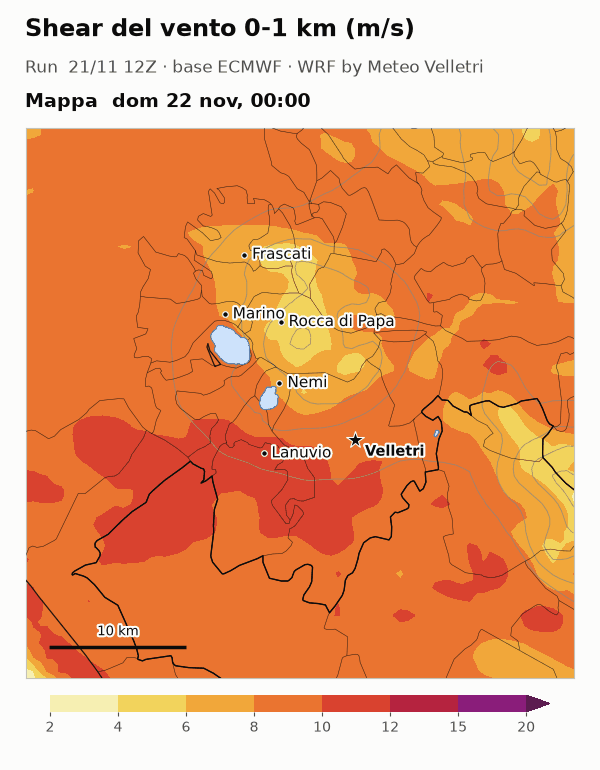 Shear del vento 0-1 km (m/s)
Run  21/11 12Z · base ECMWF · WRF by Meteo Velletri
Mappa  dom 22 nov, 00:00
Frascati
Marino
Rocca di Papa
Nemi
Velletri
Lanuvio
10 km
2 4 6 8 10 12 15 20